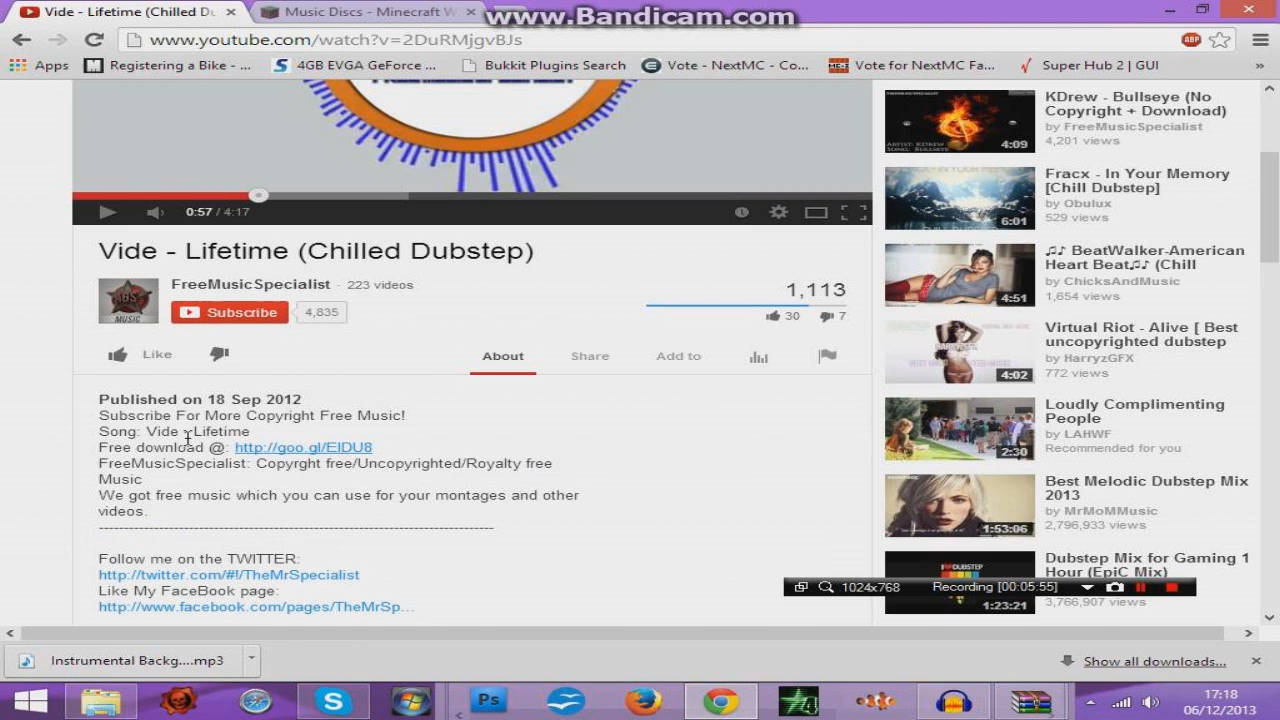 Vide - Lifetime (Chilled Du
Music Discs - Minecraft W
www.Bandicam.com
www.youtube.com/watch?v=2DuRMjgvBJs
ABP
Apps
Registering a Bike - ...
4GB EVGA GeForce ...
Bukkit Plugins Search
Vote - NextMC - Co...
Vote for NextMC Fa...
Super Hub 2 | GUI
»
0:57 / 4:17
Vide - Lifetime (Chilled Dubstep)
FreeMusicSpecialist · 223 videos
MUSIC
Subscribe
4,835
1,113
30
7
Like
About
Share
Add to
Published on 18 Sep 2012
Subscribe For More Copyright Free Music!
Song: Vide - Lifetime
Free download @: http://goo.gl/EIDU8
FreeMusicSpecialist: Copyrght free/Uncopyrighted/Royalty free
Music
We got free music which you can use for your montages and other
videos.
-------------------------------------------------------------------------------
Follow me on the TWITTER:
http://twitter.com/#!/TheMrSpecialist
Like My FaceBook page:
http://www.facebook.com/pages/TheMrSp...
KDrew - Bullseye (No
Copyright + Download)
by FreeMusicSpecialist
4,201 views
4:09
Fracx - In Your Memory
[Chill Dubstep]
by Obulux
529 views
6:01
♫♪ BeatWalker-American
Heart Beat♫♪ (Chill
by ChicksAndMusic
1,654 views
4:51
Virtual Riot - Alive [ Best
uncopyrighted dubstep
by HarryzGFX
772 views
4:02
Loudly Complimenting
People
by LAHWF
Recommended for you
2:30
Best Melodic Dubstep Mix
2013
by MrMoMMusic
2,796,933 views
1:53:06
Dubstep Mix for Gaming 1
Hour (EpiC Mix)
3,766,907 views
DUBSTEP
1:23:21
1024x768
Recording [00:05:55]
Instrumental Backg....mp3
Show all downloads...
Ps
17:18
06/12/2013